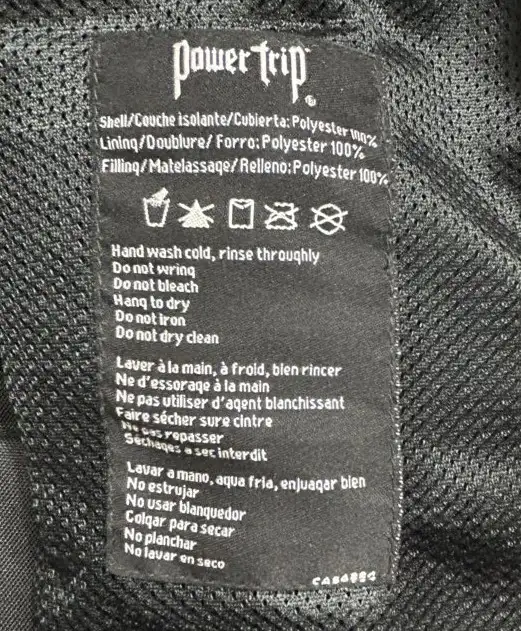 power trip
®
Shell/Couche isolante/Cubierta: Polyester 100%
Lining/Doublure/ Forro: Polyester 100%
Filling/Matelassage/Relleno: Polyester 100%
Hand wash cold, rinse throughly
Do not wring
Do not bleach
Hang to dry
Do not iron
Do not dry clean
Laver à la main, à froid, bien rincer
Ne d'essorage à la main
Ne pas utiliser d'agent blanchissant
Faire sécher sure cintre
Ne pas repasser
Séchages a sec interdit
Lavar a mano, aqua fria, enjuagar bien
No estrujar
No usar blanquedor
Colgar para secar
No planchar
No lavar en seco